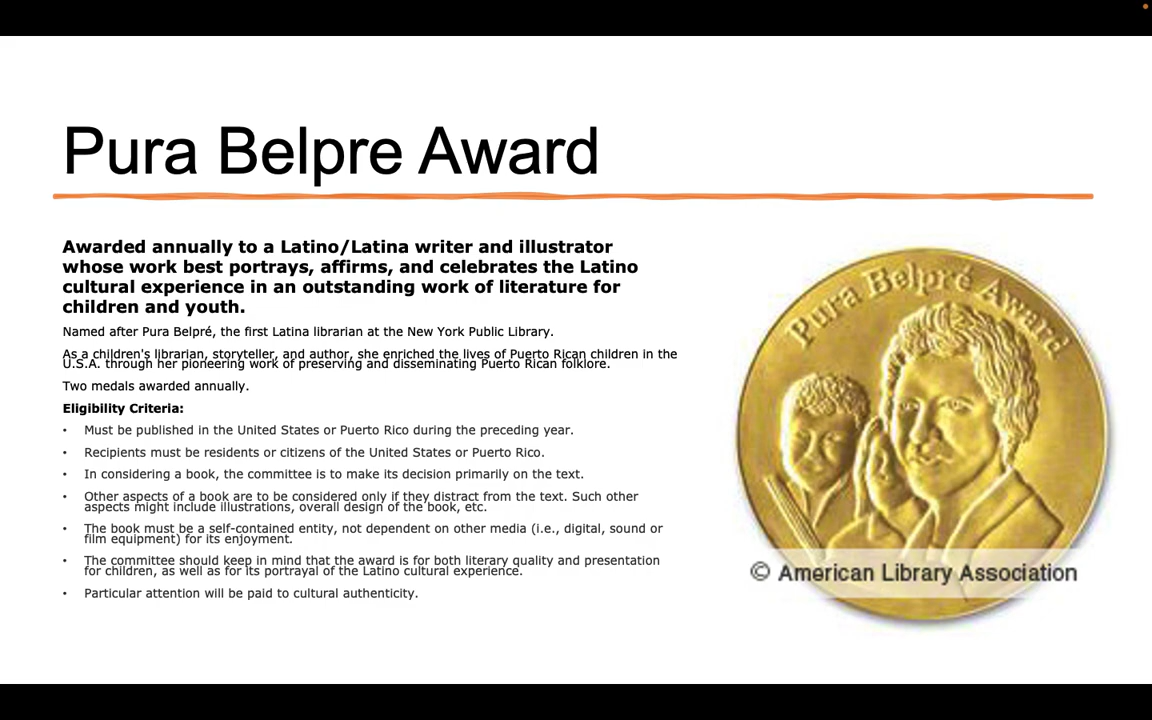 Pura Belpre Award
Awarded annually to a Latino/Latina writer and illustrator
whose work best portrays, affirms, and celebrates the Latino
cultural experience in an outstanding work of literature for
children and youth.
Named after Pura Belpré, the first Latina librarian at the New York Public Library.
As a children's librarian, storyteller, and author, she enriched the lives of Puerto Rican children in the
U.S.A. through her pioneering work of preserving and disseminating Puerto Rican folklore.
Two medals awarded annually.
Eligibility Criteria:
• Must be published in the United States or Puerto Rico during the preceding year.
• Recipients must be residents or citizens of the United States or Puerto Rico.
• In considering a book, the committee is to make its decision primarily on the text.
• Other aspects of a book are to be considered only if they distract from the text. Such other
aspects might include illustrations, overall design of the book, etc.
• The book must be a self-contained entity, not dependent on other media (i.e., digital, sound or
film equipment) for its enjoyment.
• The committee should keep in mind that the award is for both literary quality and presentation
for children, as well as for its portrayal of the Latino cultural experience.
• Particular attention will be paid to cultural authenticity.
Pura Belpré Award
© American Library Association